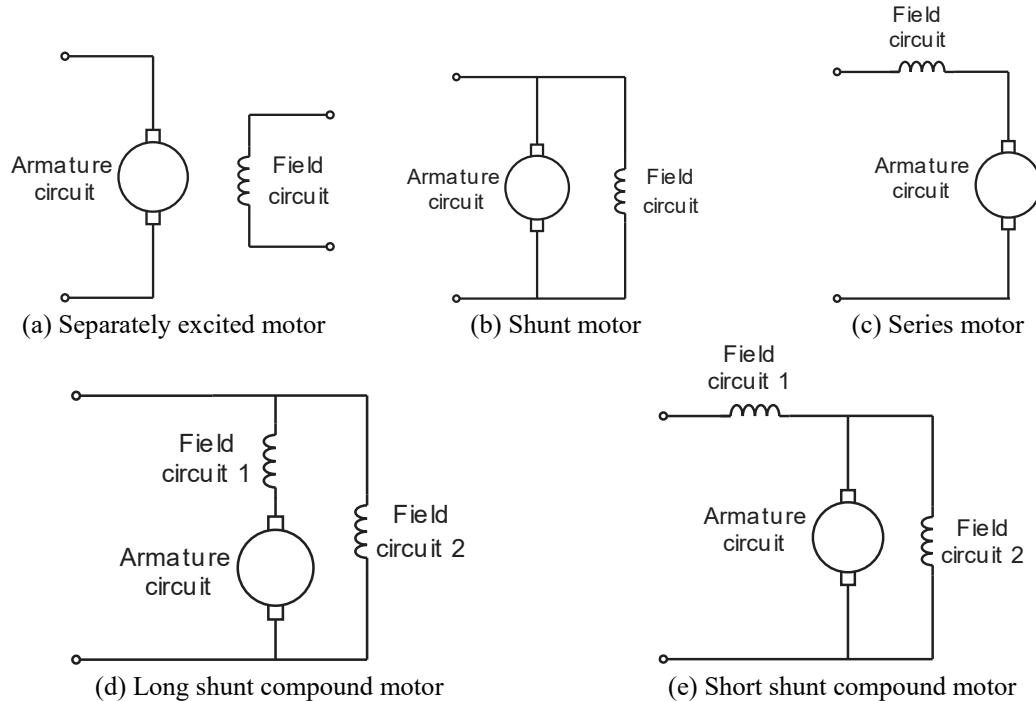 Armature
circuit
Field
circuit
(a) Separately excited motor
Armature
circuit
Field
circuit
(b) Shunt motor
Field
circuit
Armature
circuit
(c) Series motor
Field
circuit 1
Armature
circuit
Field
circuit 2
(d) Long shunt compound motor
Field
circuit 1
Armature
circuit
Field
circuit 2
(e) Short shunt compound motor